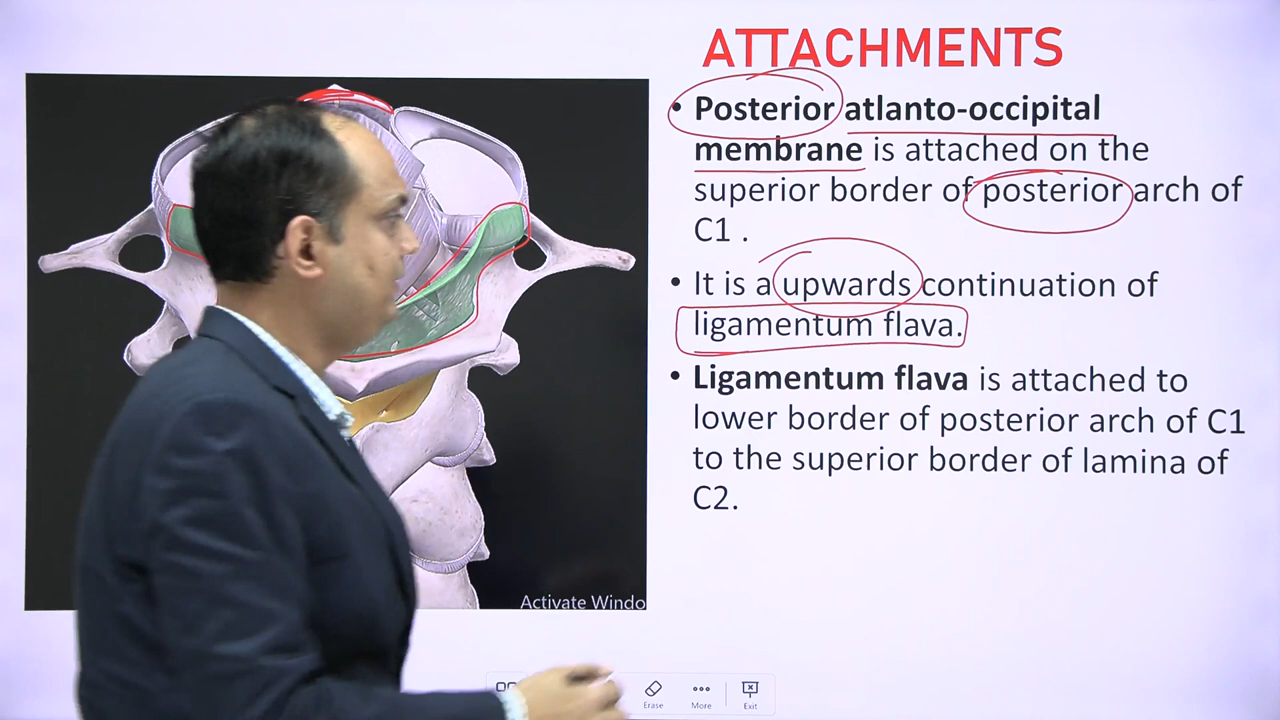 ATTACHMENTS
• Posterior atlanto-occipital
membrane is attached on the
superior border of posterior arch of
C1 .
• It is a upwards continuation of
ligamentum flava.
• Ligamentum flava is attached to
lower border of posterior arch of C1
to the superior border of lamina of
C2.
Activate Windo
Erase
More
Exit